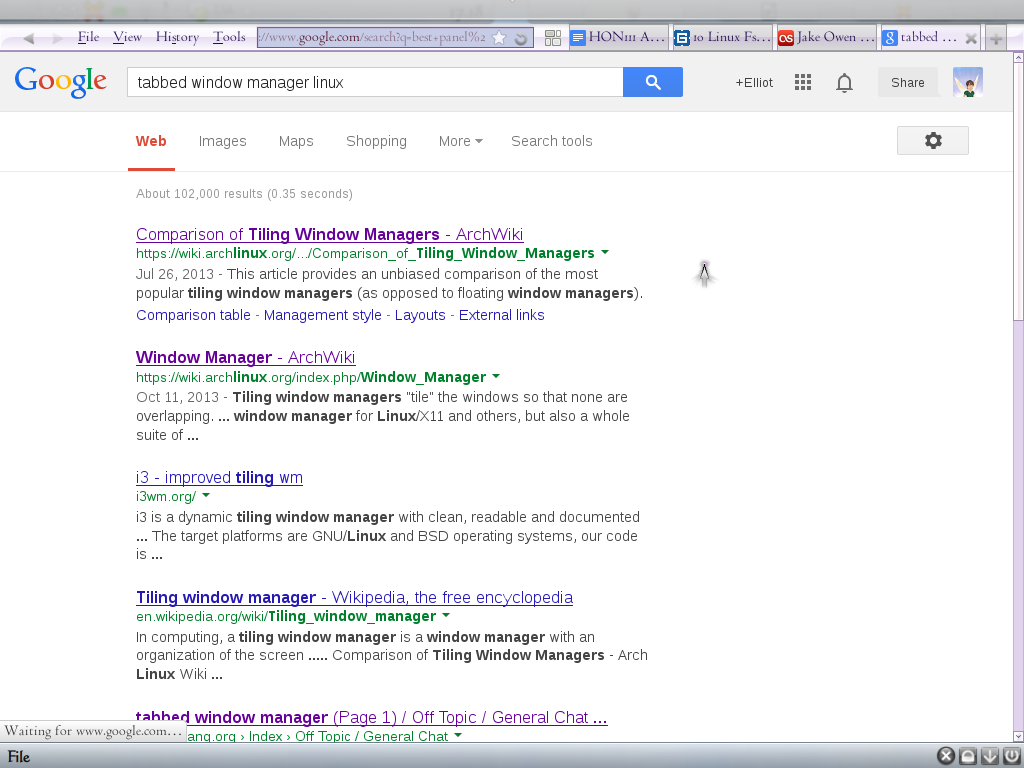 File View History Tools ://www.google.com/search?q=best+panel%2 HON111 A... 10 Linux Fs... Jake Owen ... tabbed ...
Google tabbed window manager linux +Elliot Share
Web Images Maps Shopping More Search tools
About 102,000 results (0.35 seconds)
Comparison of Tiling Window Managers - ArchWiki
https://wiki.archlinux.org/.../Comparison_of_Tiling_Window_Managers
Jul 26, 2013 - This article provides an unbiased comparison of the most
popular tiling window managers (as opposed to floating window managers).
Comparison table - Management style - Layouts - External links
Window Manager - ArchWiki
https://wiki.archlinux.org/index.php/Window_Manager
Oct 11, 2013 - Tiling window managers "tile" the windows so that none are
overlapping. ... window manager for Linux/X11 and others, but also a whole
suite of ...
i3 - improved tiling wm
i3wm.org/
i3 is a dynamic tiling window manager with clean, readable and documented
... The target platforms are GNU/Linux and BSD operating systems, our code
is ...
Tiling window manager - Wikipedia, the free encyclopedia
en.wikipedia.org/wiki/Tiling_window_manager
In computing, a tiling window manager is a window manager with an
organization of the screen ..... Comparison of Tiling Window Managers - Arch
Linux Wiki ...
tabbed window manager (Page 1) / Off Topic / General Chat ...
Waiting for www.google.com...
ang.org › Index › Off Topic / General Chat
File